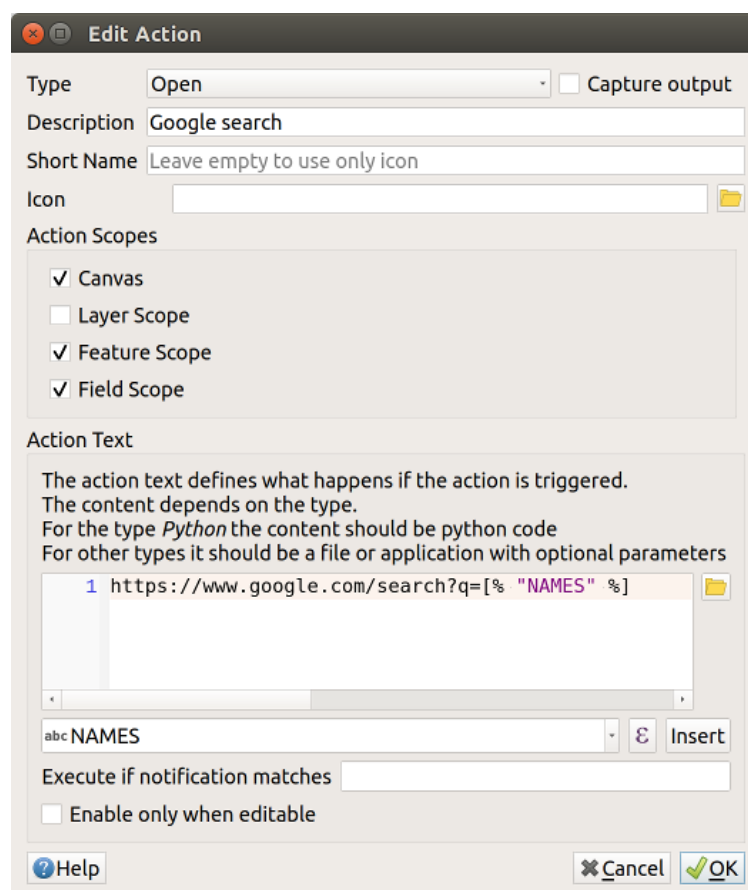 Edit Action
Type Open Capture output
Description Google search
Short Name Leave empty to use only icon
Icon
Action Scopes
Canvas
Layer Scope
Feature Scope
Field Scope
Action Text
The action text defines what happens if the action is triggered.
The content depends on the type.
For the type Python the content should be python code
For other types it should be a file or application with optional parameters
1 https://www.google.com/search?q=[% "NAMES" %]
abc NAMES ε Insert
Execute if notification matches
Enable only when editable
?Help Cancel OK